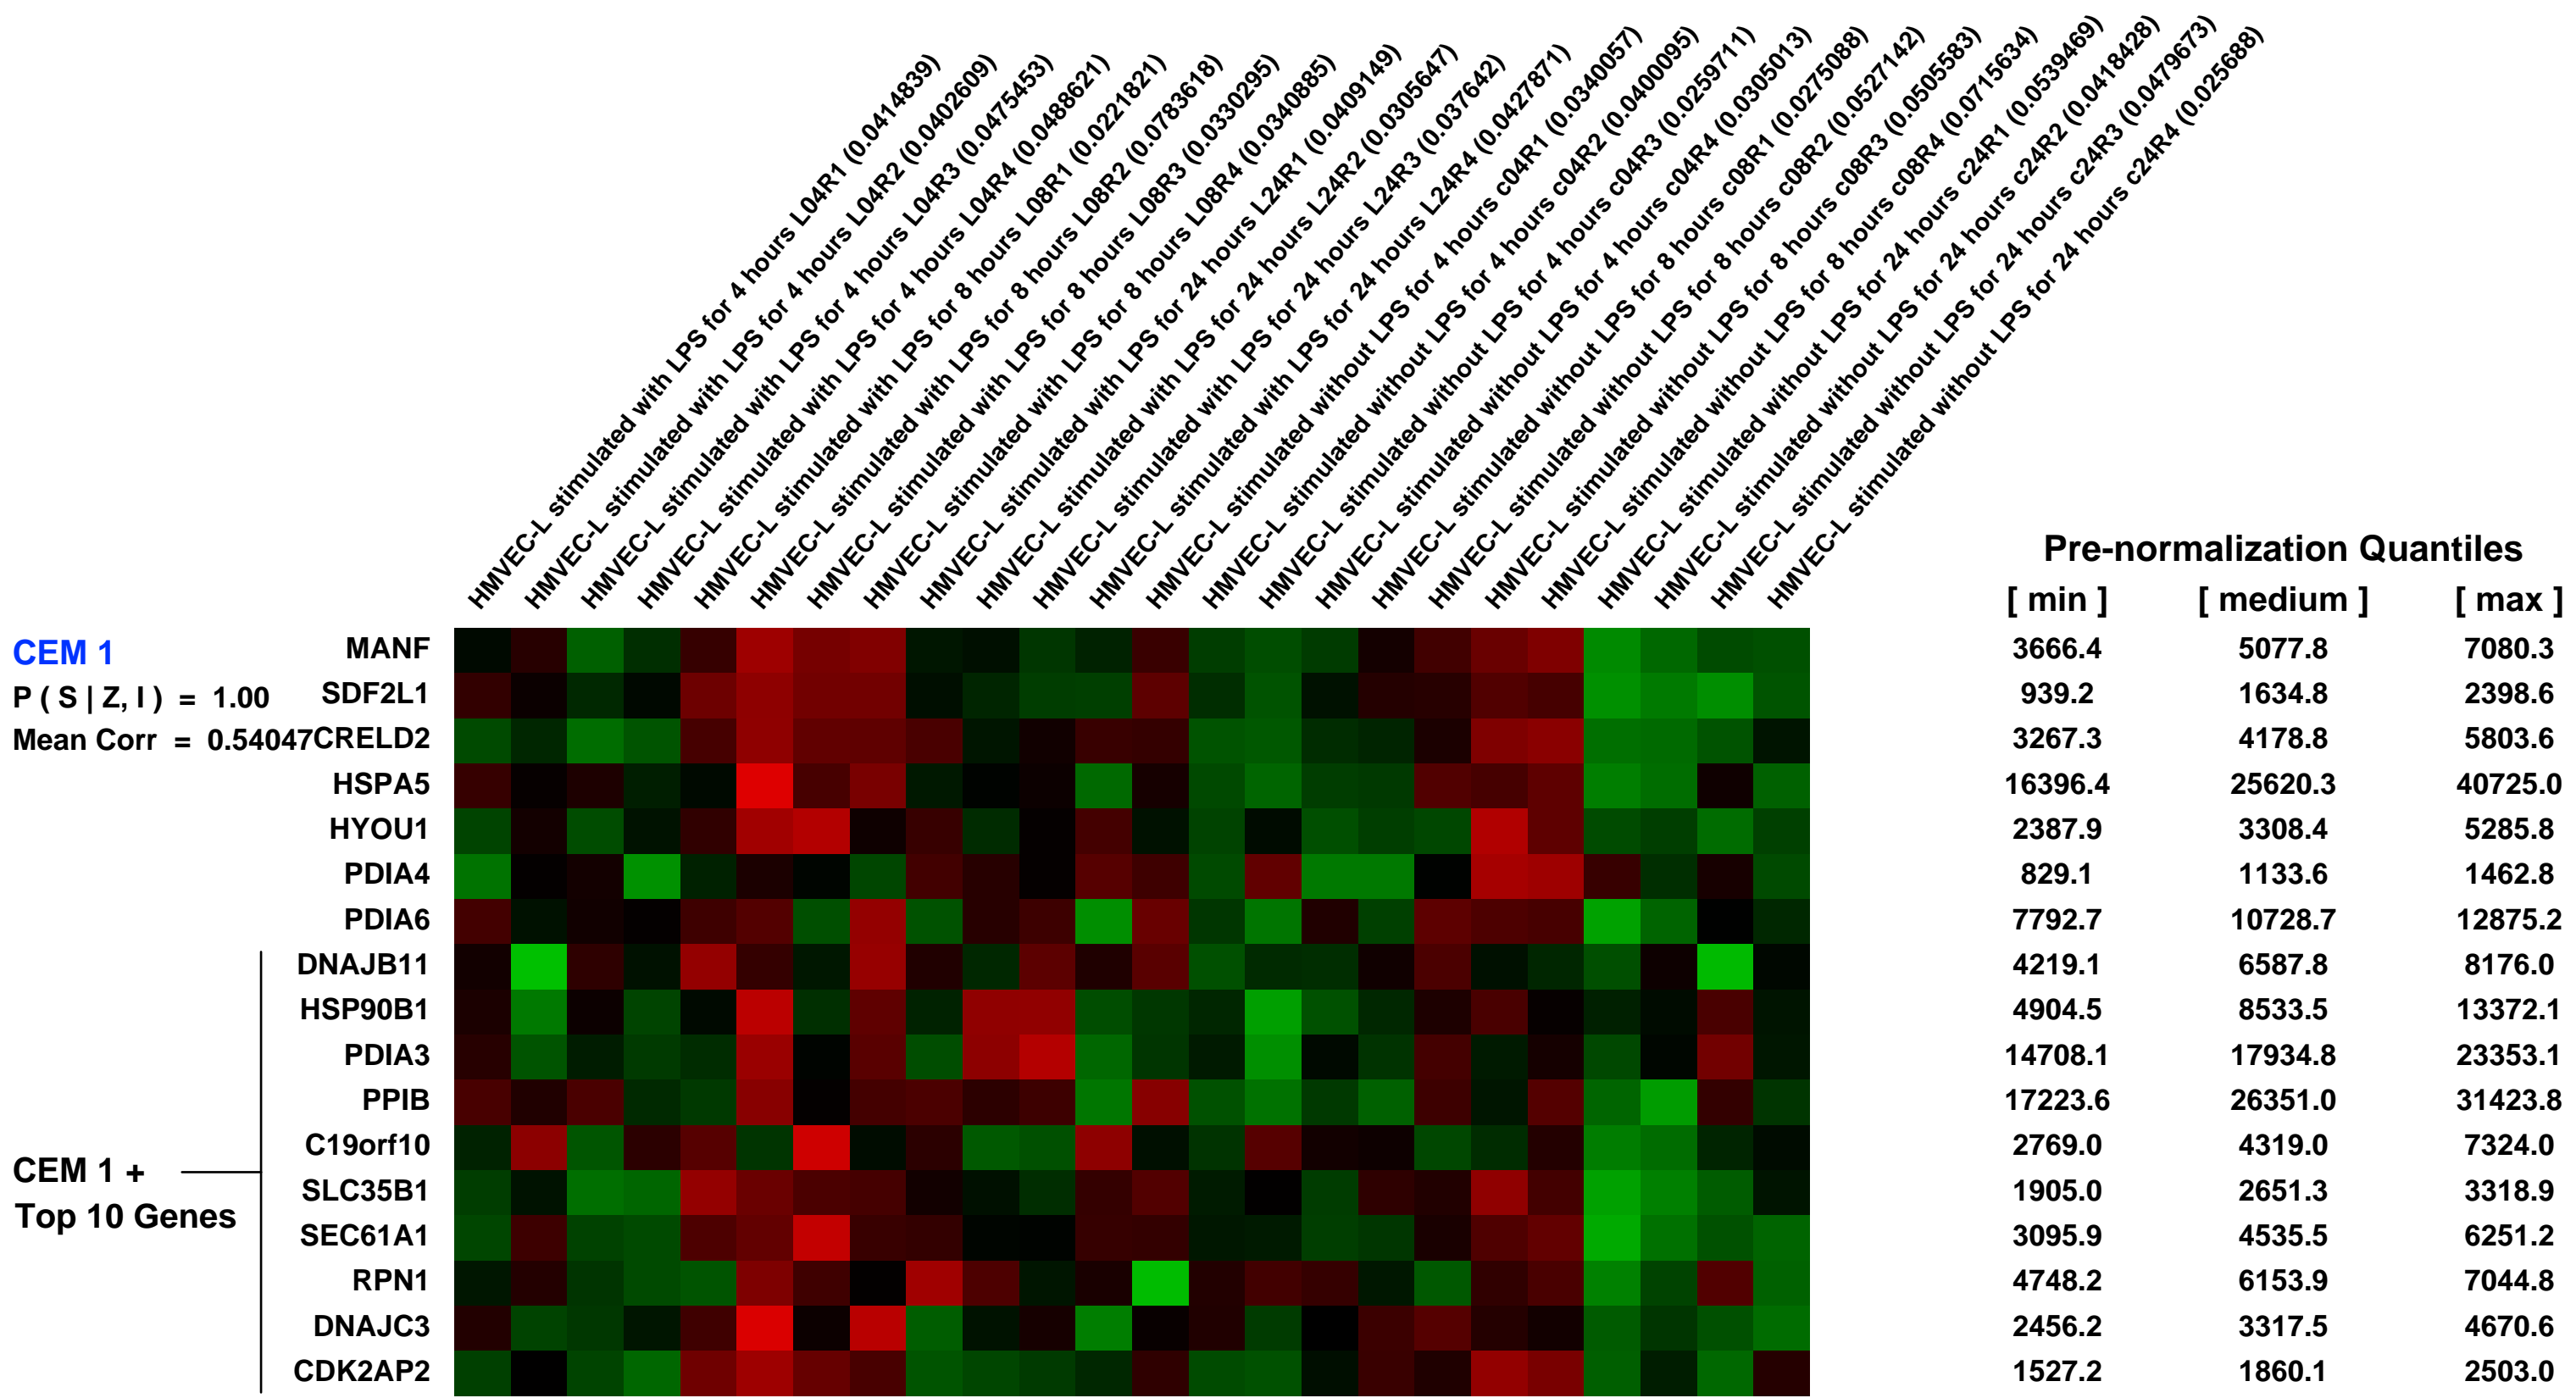 HMVEC-L stimulated with LPS for 4 hours L04R1 (0.0414839)
HMVEC-L stimulated with LPS for 4 hours L04R2 (0.0402609)
HMVEC-L stimulated with LPS for 4 hours L04R3 (0.0475453)
HMVEC-L stimulated with LPS for 4 hours L04R4 (0.0488621)
HMVEC-L stimulated with LPS for 8 hours L08R1 (0.0221821)
HMVEC-L stimulated with LPS for 8 hours L08R2 (0.0783618)
HMVEC-L stimulated with LPS for 8 hours L08R3 (0.0330295)
HMVEC-L stimulated with LPS for 8 hours L08R4 (0.0340885)
HMVEC-L stimulated with LPS for 24 hours L24R1 (0.0409149)
HMVEC-L stimulated with LPS for 24 hours L24R2 (0.0305647)
HMVEC-L stimulated with LPS for 24 hours L24R3 (0.037642)
HMVEC-L stimulated with LPS for 24 hours L24R4 (0.0427871)
HMVEC-L stimulated without LPS for 4 hours c04R1 (0.0340057)
HMVEC-L stimulated without LPS for 4 hours c04R2 (0.0400095)
HMVEC-L stimulated without LPS for 4 hours c04R3 (0.0259711)
HMVEC-L stimulated without LPS for 4 hours c04R4 (0.0305013)
HMVEC-L stimulated without LPS for 8 hours c08R1 (0.0275088)
HMVEC-L stimulated without LPS for 8 hours c08R2 (0.0527142)
HMVEC-L stimulated without LPS for 8 hours c08R3 (0.0505583)
HMVEC-L stimulated without LPS for 8 hours c08R4 (0.0715634)
HMVEC-L stimulated without LPS for 24 hours c24R1 (0.0539469)
HMVEC-L stimulated without LPS for 24 hours c24R2 (0.0418428)
HMVEC-L stimulated without LPS for 24 hours c24R3 (0.0479673)
HMVEC-L stimulated without LPS for 24 hours c24R4 (0.025688)
Pre-normalization Quantiles
[ min ] [ medium ] [ max ]
CEM 1 MANF 3666.4 5077.8 7080.3
P ( S | Z, I ) = 1.00 SDF2L1 939.2 1634.8 2398.6
Mean Corr = 0.54047 CRELD2 3267.3 4178.8 5803.6
HSPA5 16396.4 25620.3 40725.0
HYOU1 2387.9 3308.4 5285.8
PDIA4 829.1 1133.6 1462.8
PDIA6 7792.7 10728.7 12875.2
DNAJB11 4219.1 6587.8 8176.0
HSP90B1 4904.5 8533.5 13372.1
PDIA3 14708.1 17934.8 23353.1
PPIB 17223.6 26351.0 31423.8
C19orf10 2769.0 4319.0 7324.0
CEM 1 +
SLC35B1 1905.0 2651.3 3318.9
Top 10 Genes
SEC61A1 3095.9 4535.5 6251.2
RPN1 4748.2 6153.9 7044.8
DNAJC3 2456.2 3317.5 4670.6
CDK2AP2 1527.2 1860.1 2503.0